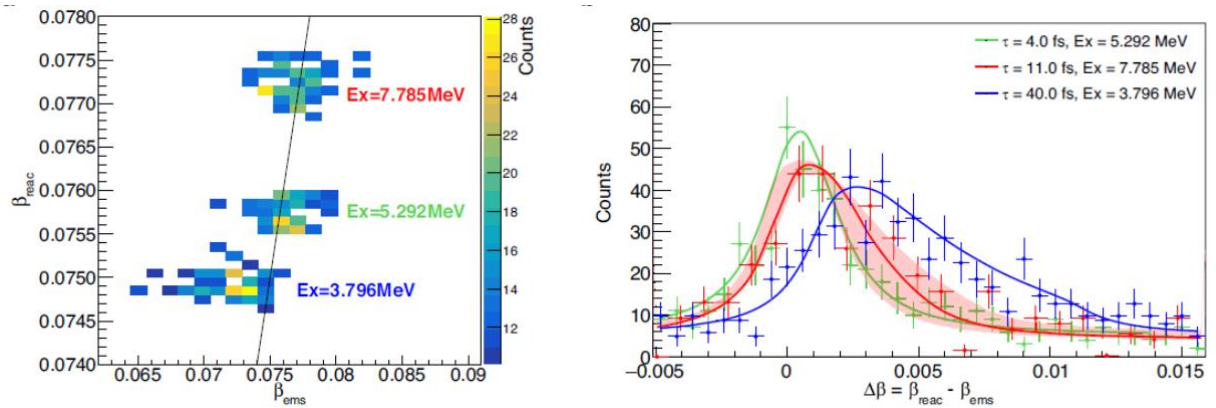 0.0780
0.0775
0.0770
0.0765
0.0760
0.0755
0.0750
0.0745
0.0740
βreac
0.065 0.07 0.075 0.08 0.085 0.09
βems
Ex=7.785MeV
Ex=5.292MeV
Ex=3.796MeV
28
26
24
22
20
18
16
14
12
Counts
80
70
60
50
40
30
20
10
0
Counts
−0.005 0 0.005 0.01 0.015
Δβ = βreac - βems
τ = 4.0 fs, Ex = 5.292 MeV
τ = 11.0 fs, Ex = 7.785 MeV
τ = 40.0 fs, Ex = 3.796 MeV